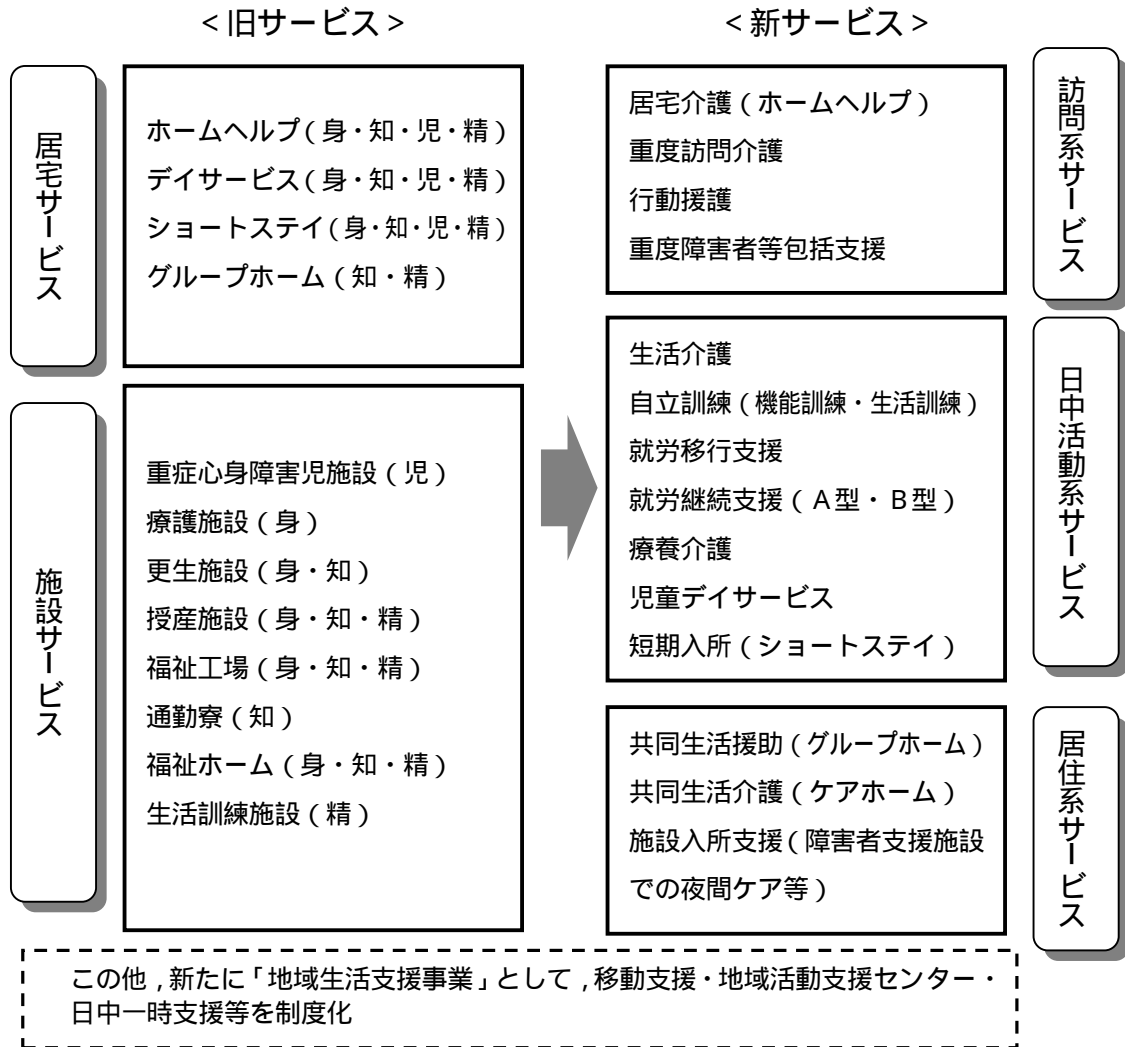 ＜旧サービス＞
居宅サービス
ホームヘルプ（身・知・児・精）
デイサービス（身・知・児・精）
ショートステイ（身・知・児・精）
グループホーム（知・精）
施設サービス
重症心身障害児施設（児）
療護施設（身）
更生施設（身・知）
授産施設（身・知・精）
福祉工場（身・知・精）
通勤寮（知）
福祉ホーム（身・知・精）
生活訓練施設（精）
＜新サービス＞
居宅介護（ホームヘルプ）
重度訪問介護
行動援護
重度障害者等包括支援
訪問系サービス
生活介護
自立訓練（機能訓練・生活訓練）
就労移行支援
就労継続支援（Ａ型・Ｂ型）
療養介護
児童デイサービス
短期入所（ショートステイ）
日中活動系サービス
共同生活援助（グループホーム）
共同生活介護（ケアホーム）
施設入所支援（障害者支援施設
での夜間ケア等）
居住系サービス
この他，新たに「地域生活支援事業」として，移動支援・地域活動支援センター・
日中一時支援等を制度化